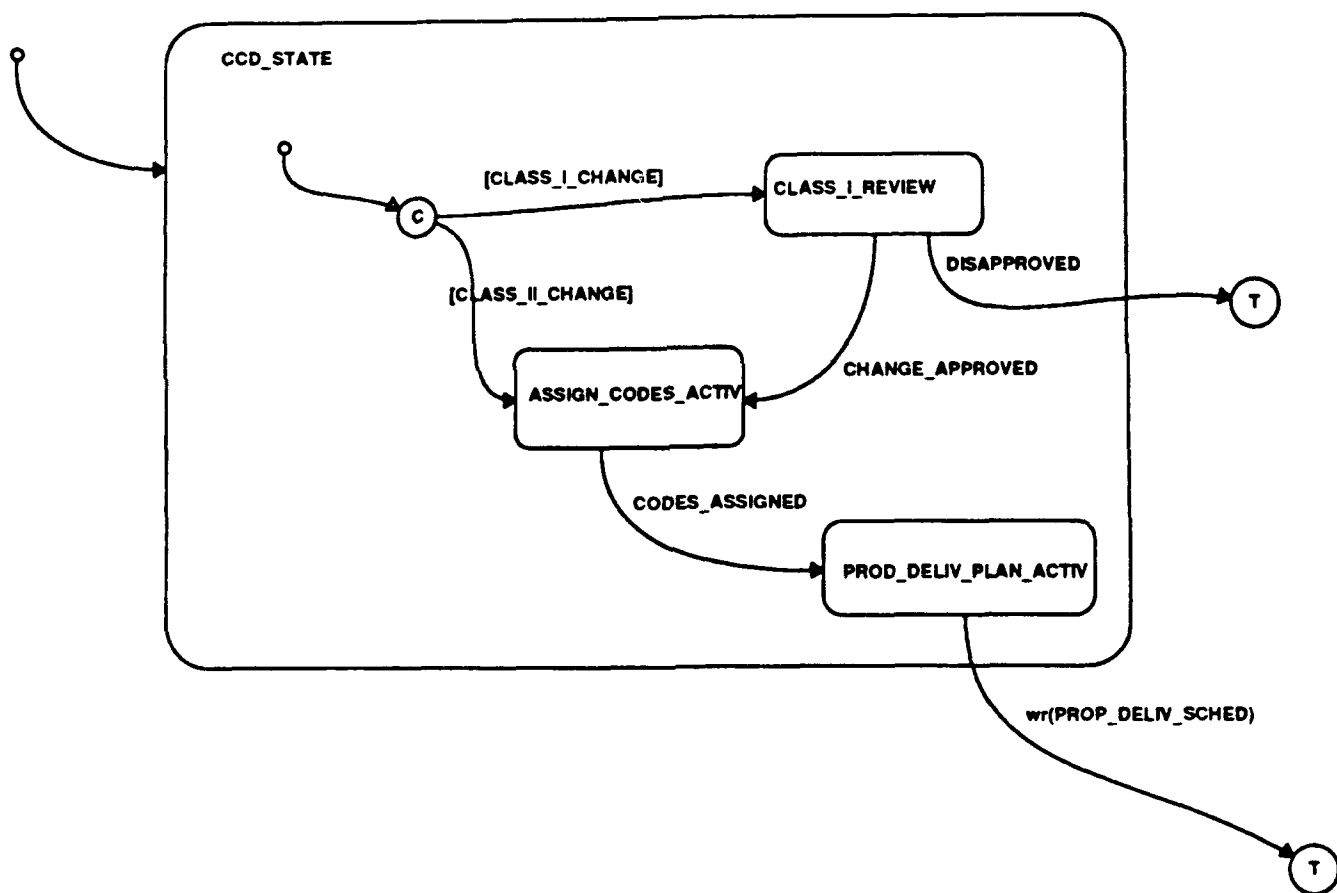 CCD_STATE
[CLASS_I_CHANGE]
CLASS_I_REVIEW
C
DISAPPROVED
[CLASS_II_CHANGE]
T
CHANGE_APPROVED
ASSIGN_CODES_ACTIV
CODES_ASSIGNED
PROD_DELIV_PLAN_ACTIV
wr(PROP_DELIV_SCHED)
T